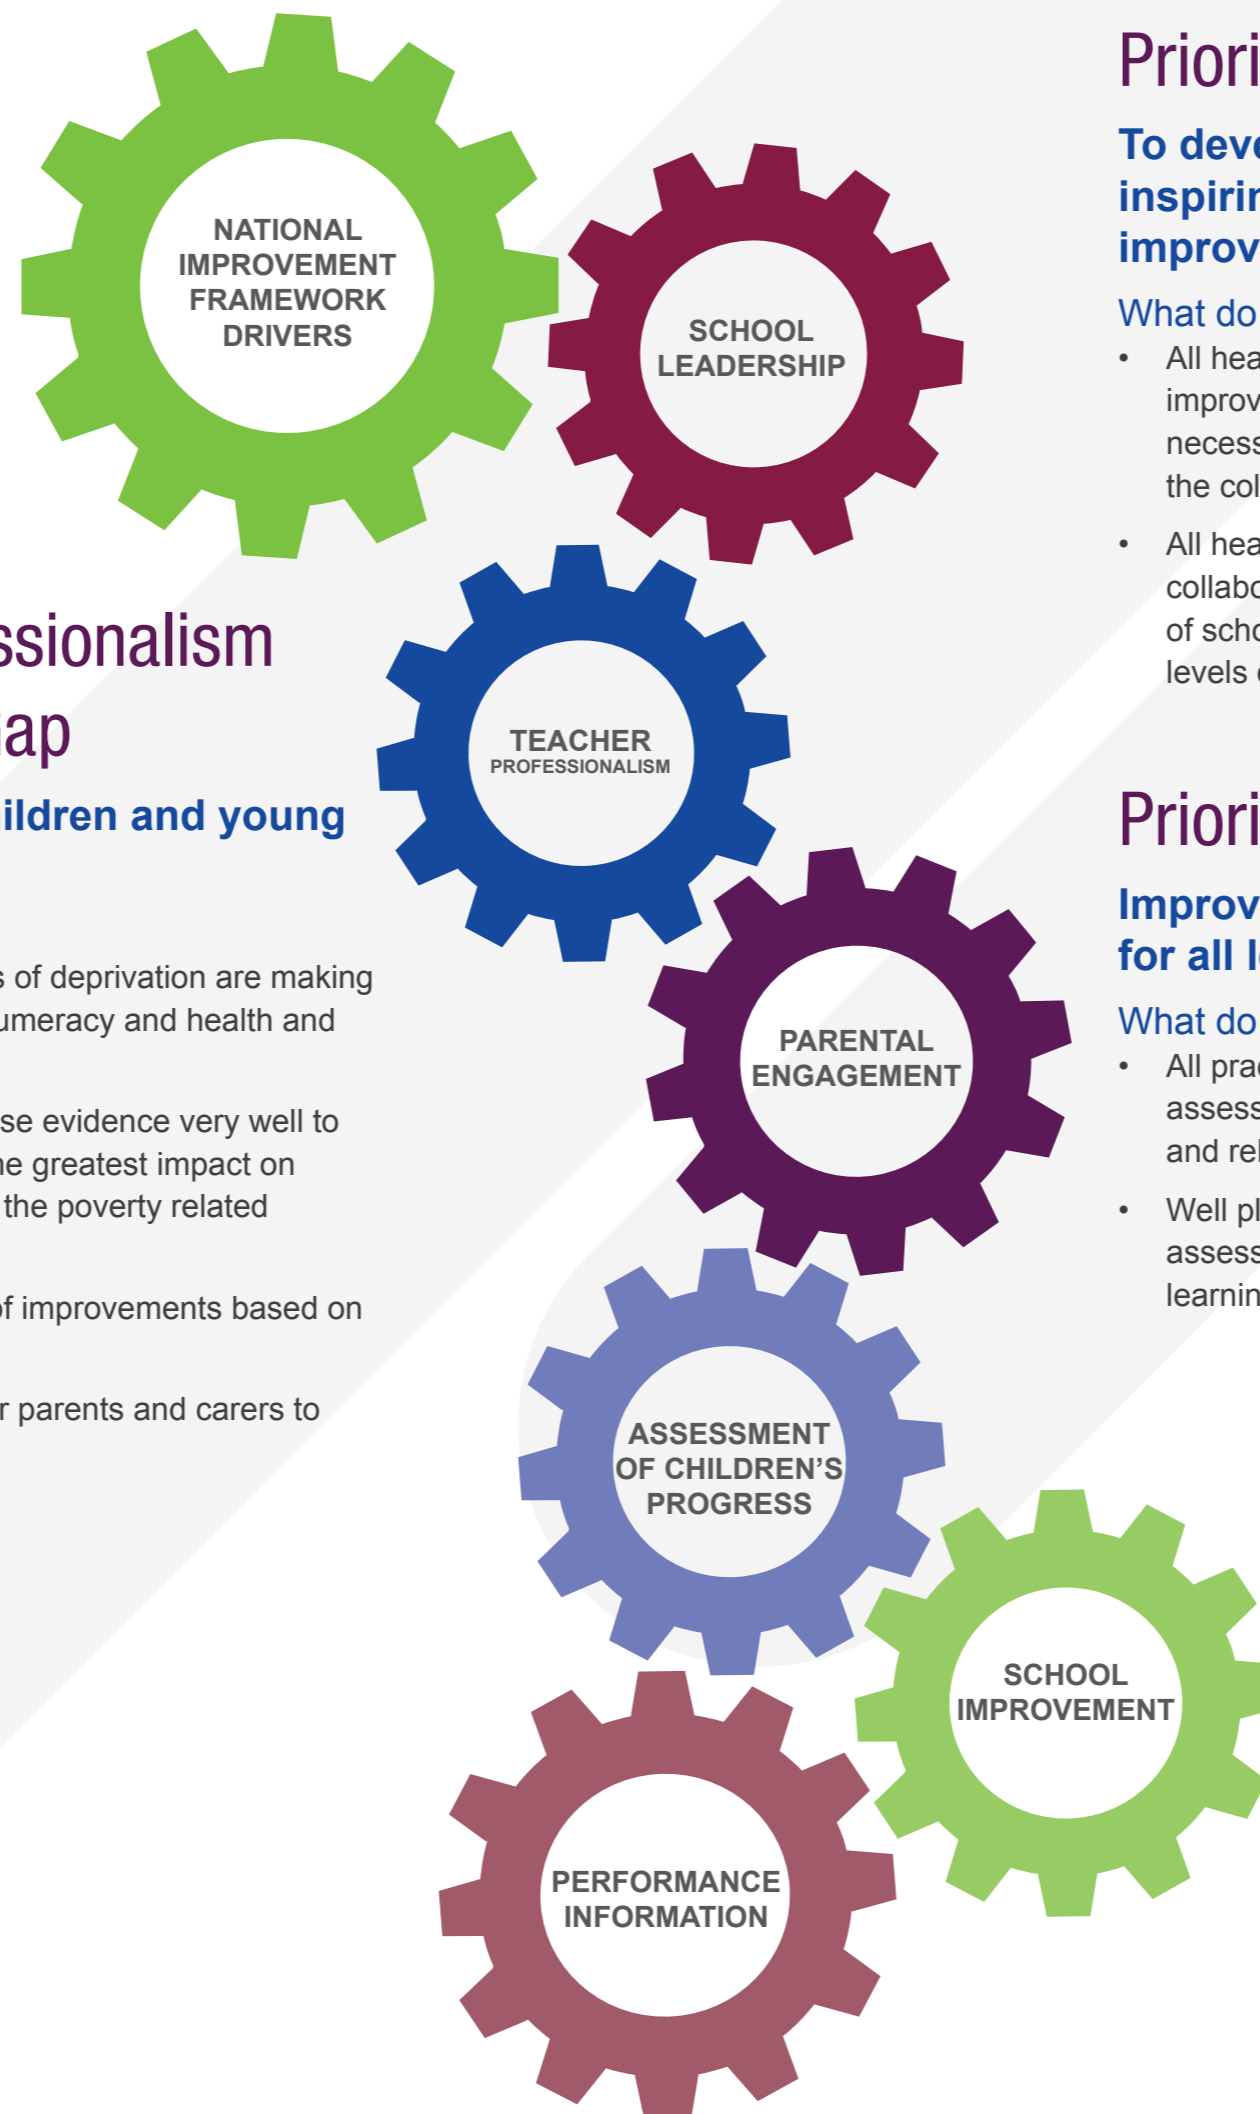 NATIONAL
IMPROVEMENT
FRAMEWORK
DRIVERS
SCHOOL
LEADERSHIP
TEACHER
PROFESSIONALISM
PARENTAL
ENGAGEMENT
ASSESSMENT
OF CHILDREN'S
PROGRESS
SCHOOL
IMPROVEMENT
PERFORMANCE
INFORMATION
ssionalism
ap
ildren and young
s of deprivation are making
umeracy and health and
se evidence very well to
he greatest impact on
the poverty related
of improvements based on
r parents and carers to
Priori
To deve
inspirin
improv
What do
• All hea
improv
necess
the col
• All hea
collabo
of scho
levels
Priori
Improv
for all l
What do
• All pra
assess
and rel
• Well pl
assess
learnin